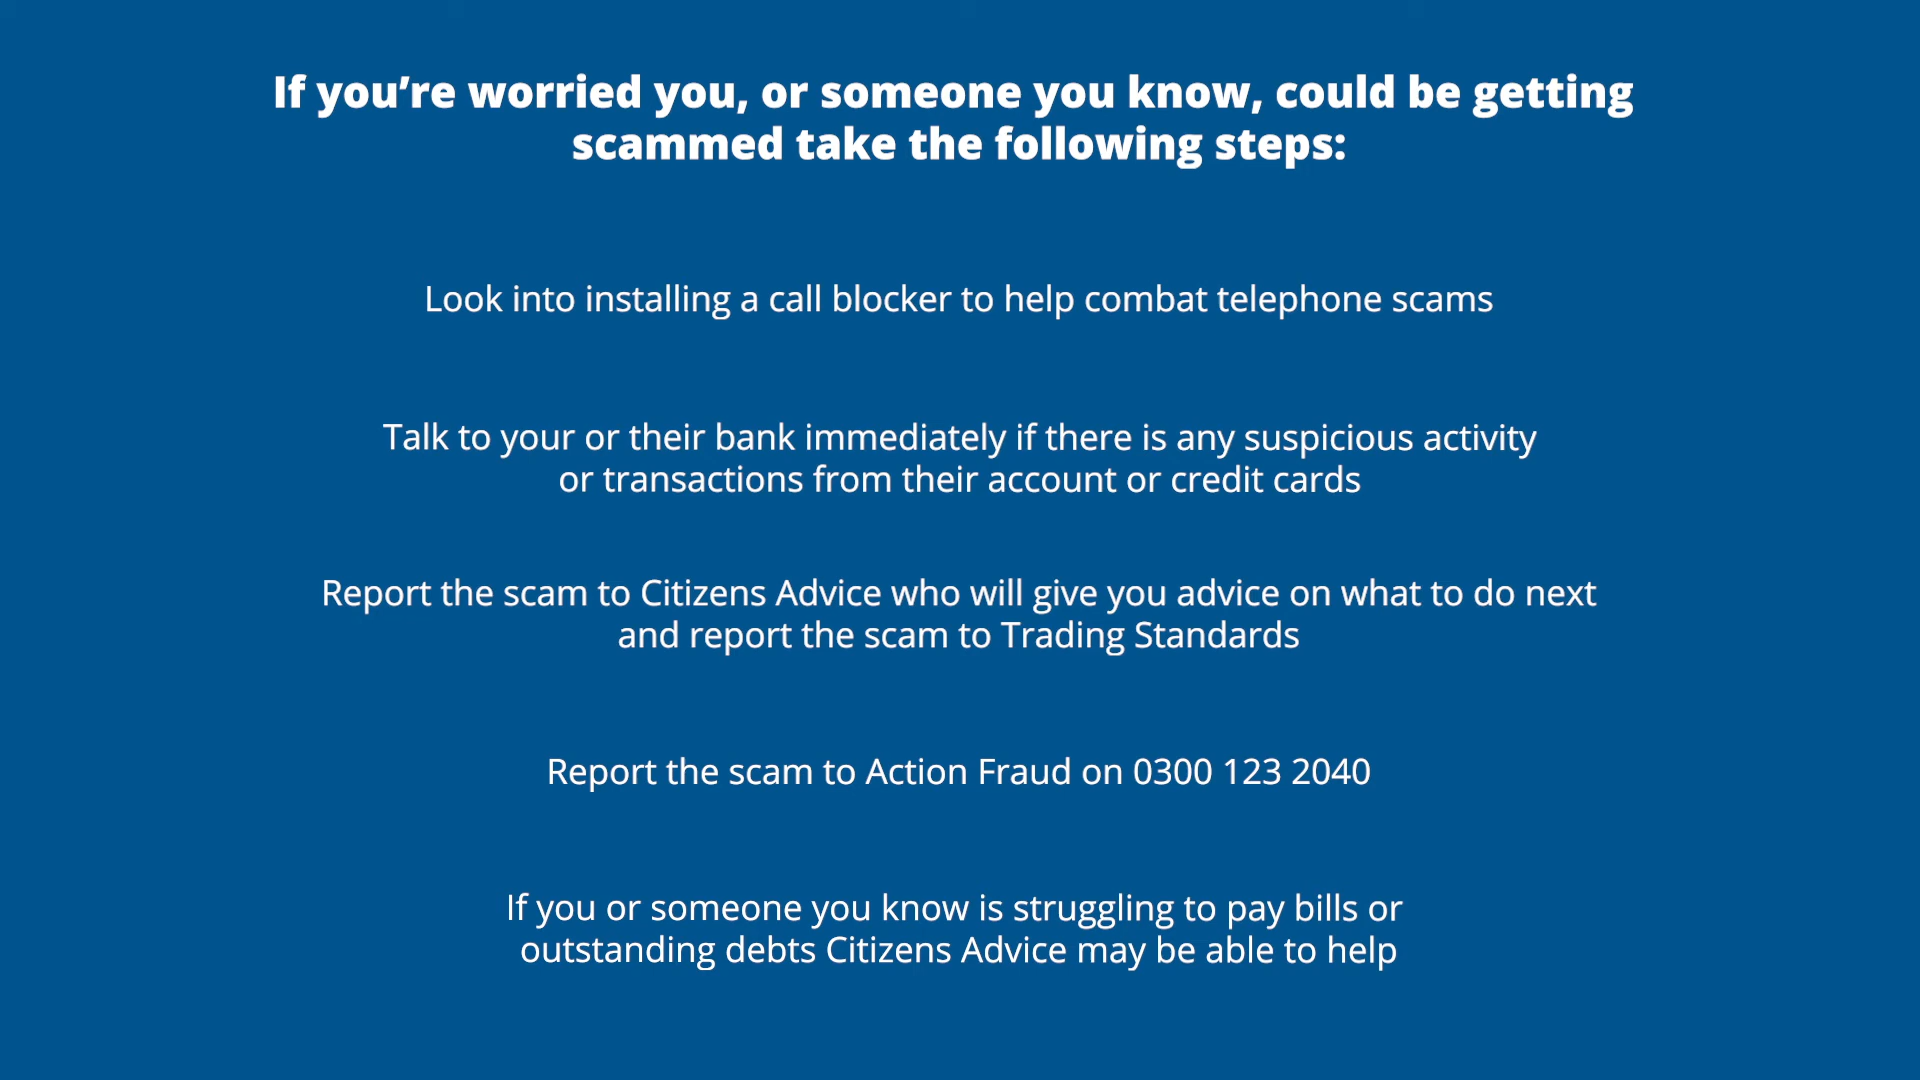 If you’re worried you, or someone you know, could be getting
scammed take the following steps:
Look into installing a call blocker to help combat telephone scams
Talk to your or their bank immediately if there is any suspicious activity
or transactions from their account or credit cards
Report the scam to Citizens Advice who will give you advice on what to do next
and report the scam to Trading Standards
Report the scam to Action Fraud on 0300 123 2040
If you or someone you know is struggling to pay bills or
outstanding debts Citizens Advice may be able to help